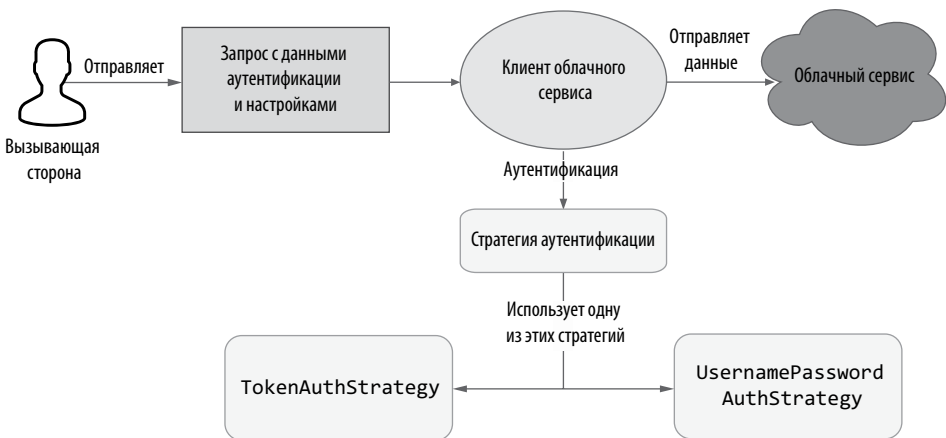 Отправляет
Запрос с данными
аутентификации
и настройками
Клиент облачного
сервиса
Отправляет
данные
Облачный сервис
Вызывающая
сторона
Аутентификация
Стратегия аутентификации
Использует одну
из этих стратегий
TokenAuthStrategy
UsernamePassword
AuthStrategy